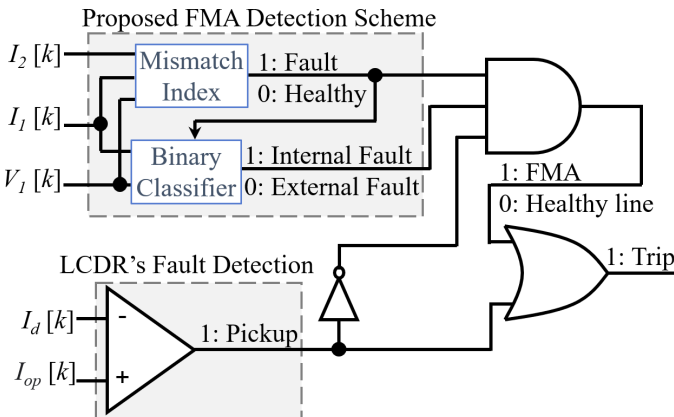 Proposed FMA Detection Scheme
I2 [k]
Mismatch
Index
1: Fault
0: Healthy
I1 [k]
V1 [k]
Binary
Classifier
1: Internal Fault
0: External Fault
1: FMA
0: Healthy line
1: Trip
LCDR's Fault Detection
Id [k]
-
1: Pickup
Iop [k]
+